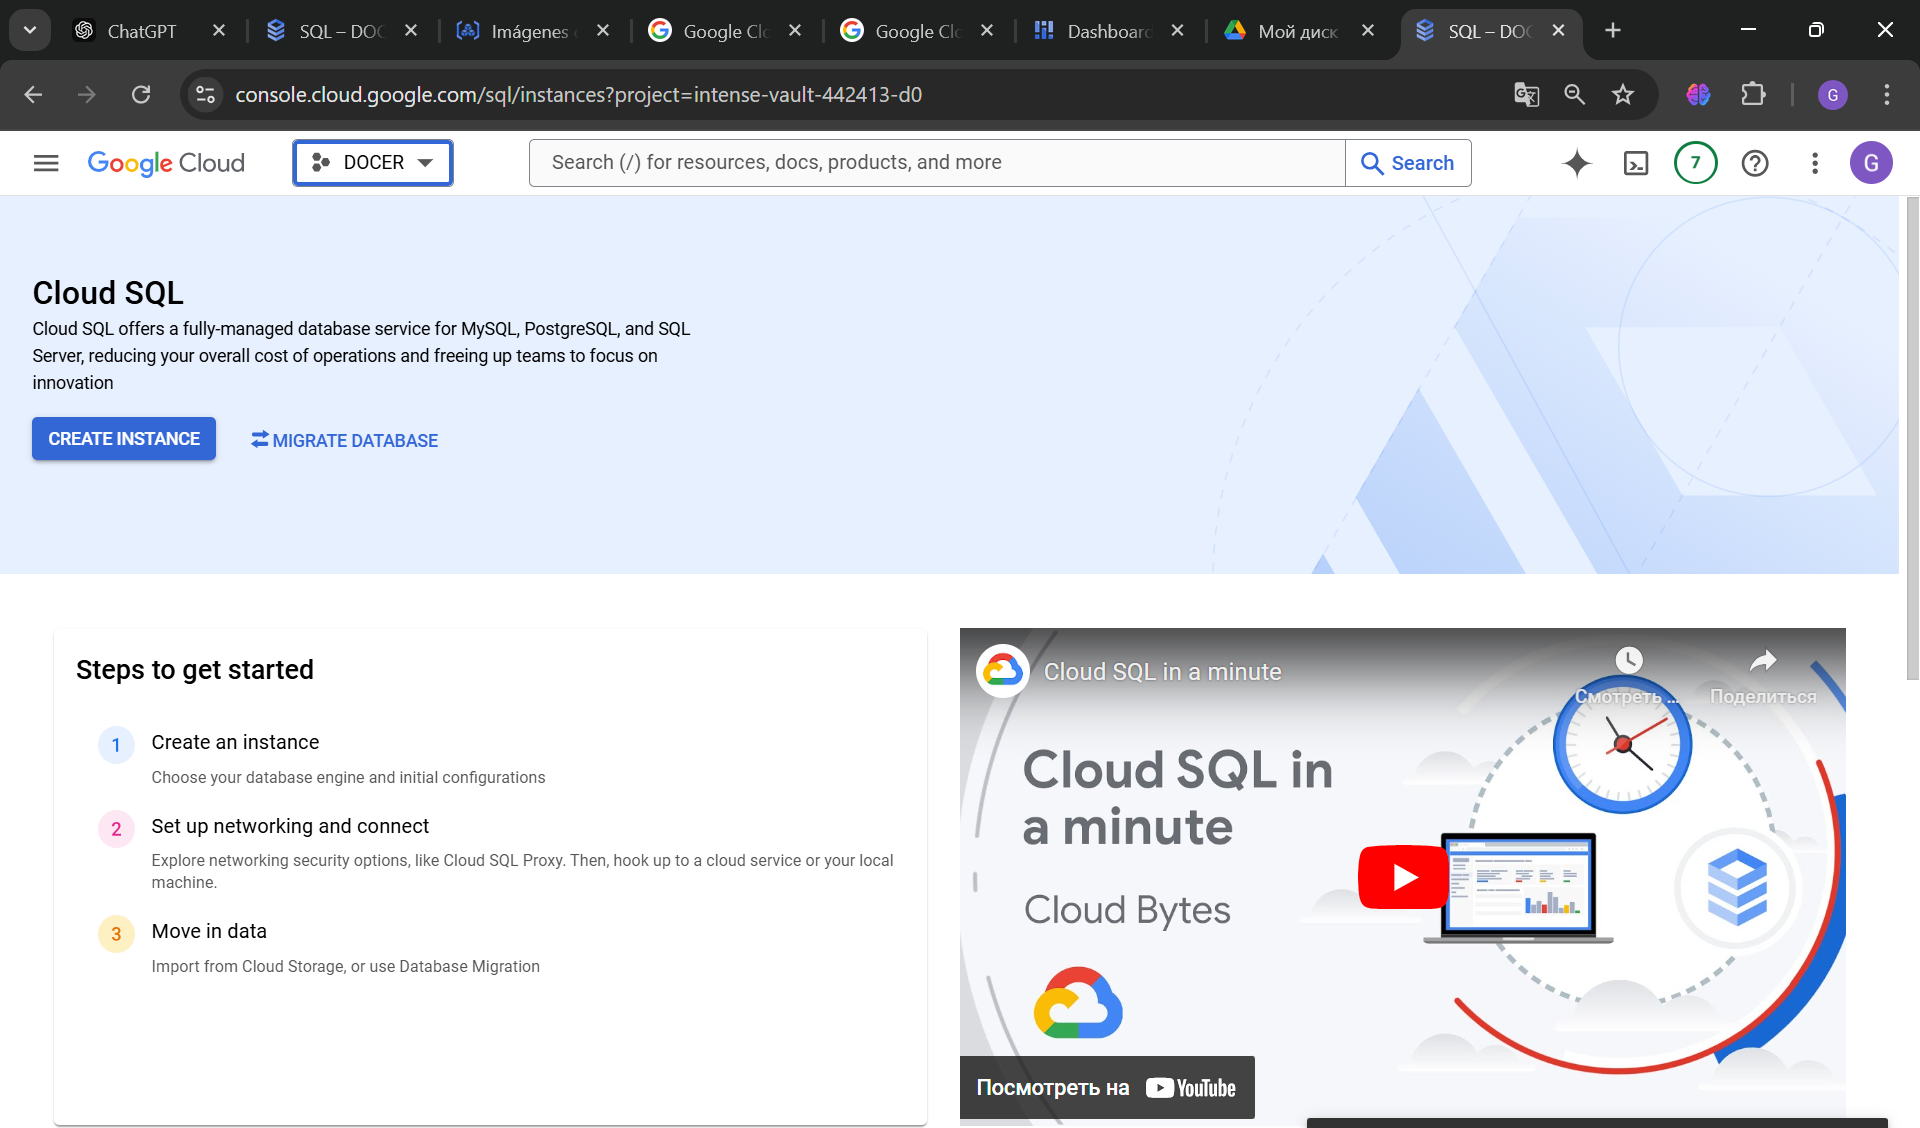 ChatGPT
SQL – DOC
Imágenes
Google Clo
Google Clo
Dashboard
Мой диск
SQL – DOC
console.cloud.google.com/sql/instances?project=intense-vault-442413-d0
G
Google Cloud
DOCER
Search (/) for resources, docs, products, and more
Search
7
G
Cloud SQL
Cloud SQL offers a fully-managed database service for MySQL, PostgreSQL, and SQL
Server, reducing your overall cost of operations and freeing up teams to focus on
innovation
CREATE INSTANCE
MIGRATE DATABASE
Steps to get started
1
Create an instance
Choose your database engine and initial configurations
2
Set up networking and connect
Explore networking security options, like Cloud SQL Proxy. Then, hook up to a cloud service or your local
machine.
3
Move in data
Import from Cloud Storage, or use Database Migration
Cloud SQL in a minute
Смотреть ...
Поделиться
Cloud SQL in
a minute
Cloud Bytes
Посмотреть на YouTube